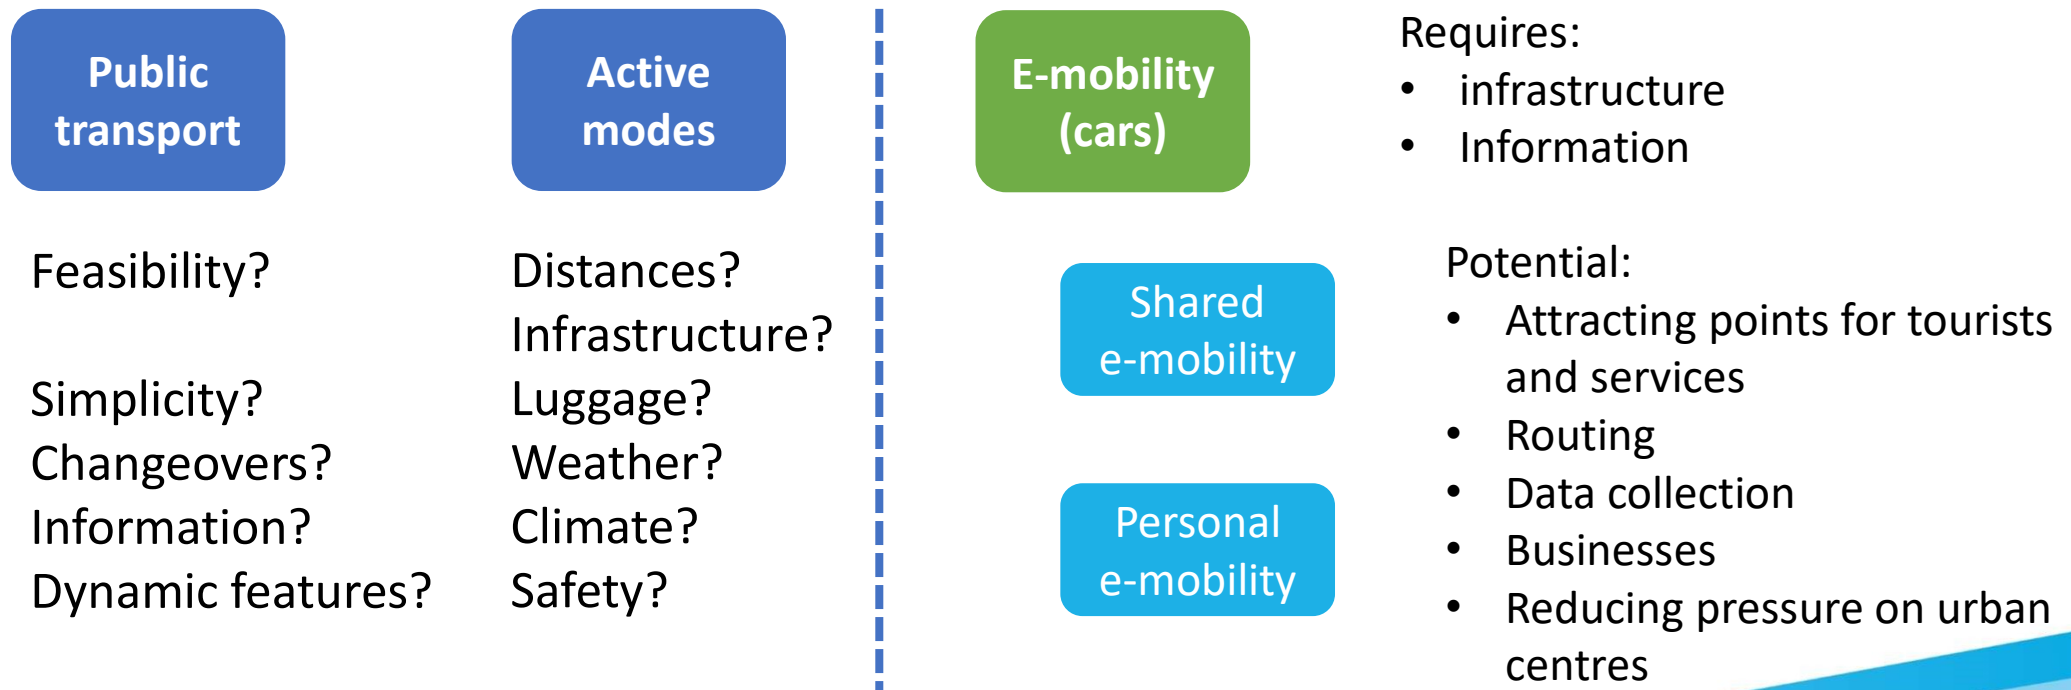 Public
transport
Feasibility?
Simplicity?
Changeovers?
Information?
Dynamic features?
Active
modes
Distances?
Infrastructure?
Luggage?
Weather?
Climate?
Safety?
E-mobility
(cars)
Shared
e-mobility
Personal
e-mobility
Requires:
• infrastructure
• Information
Potential:
• Attracting points for tourists
and services
• Routing
• Data collection
• Businesses
• Reducing pressure on urban
centres